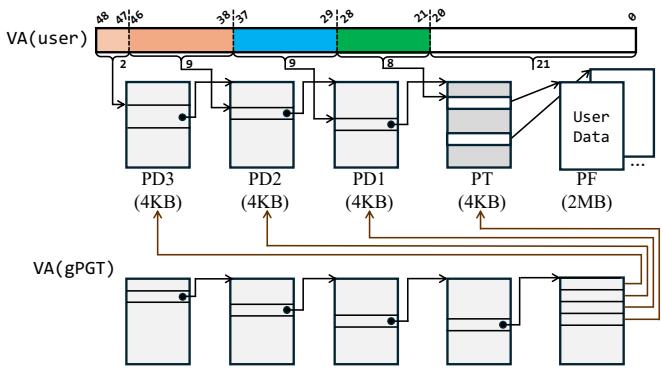 48 47 46 38 37 29 28 21 20 0
VA(user)
2 9 9 8 21
User
Data
...
PD3 PD2 PD1 PT PF
(4KB) (4KB) (4KB) (4KB) (2MB)
VA(gPGT)